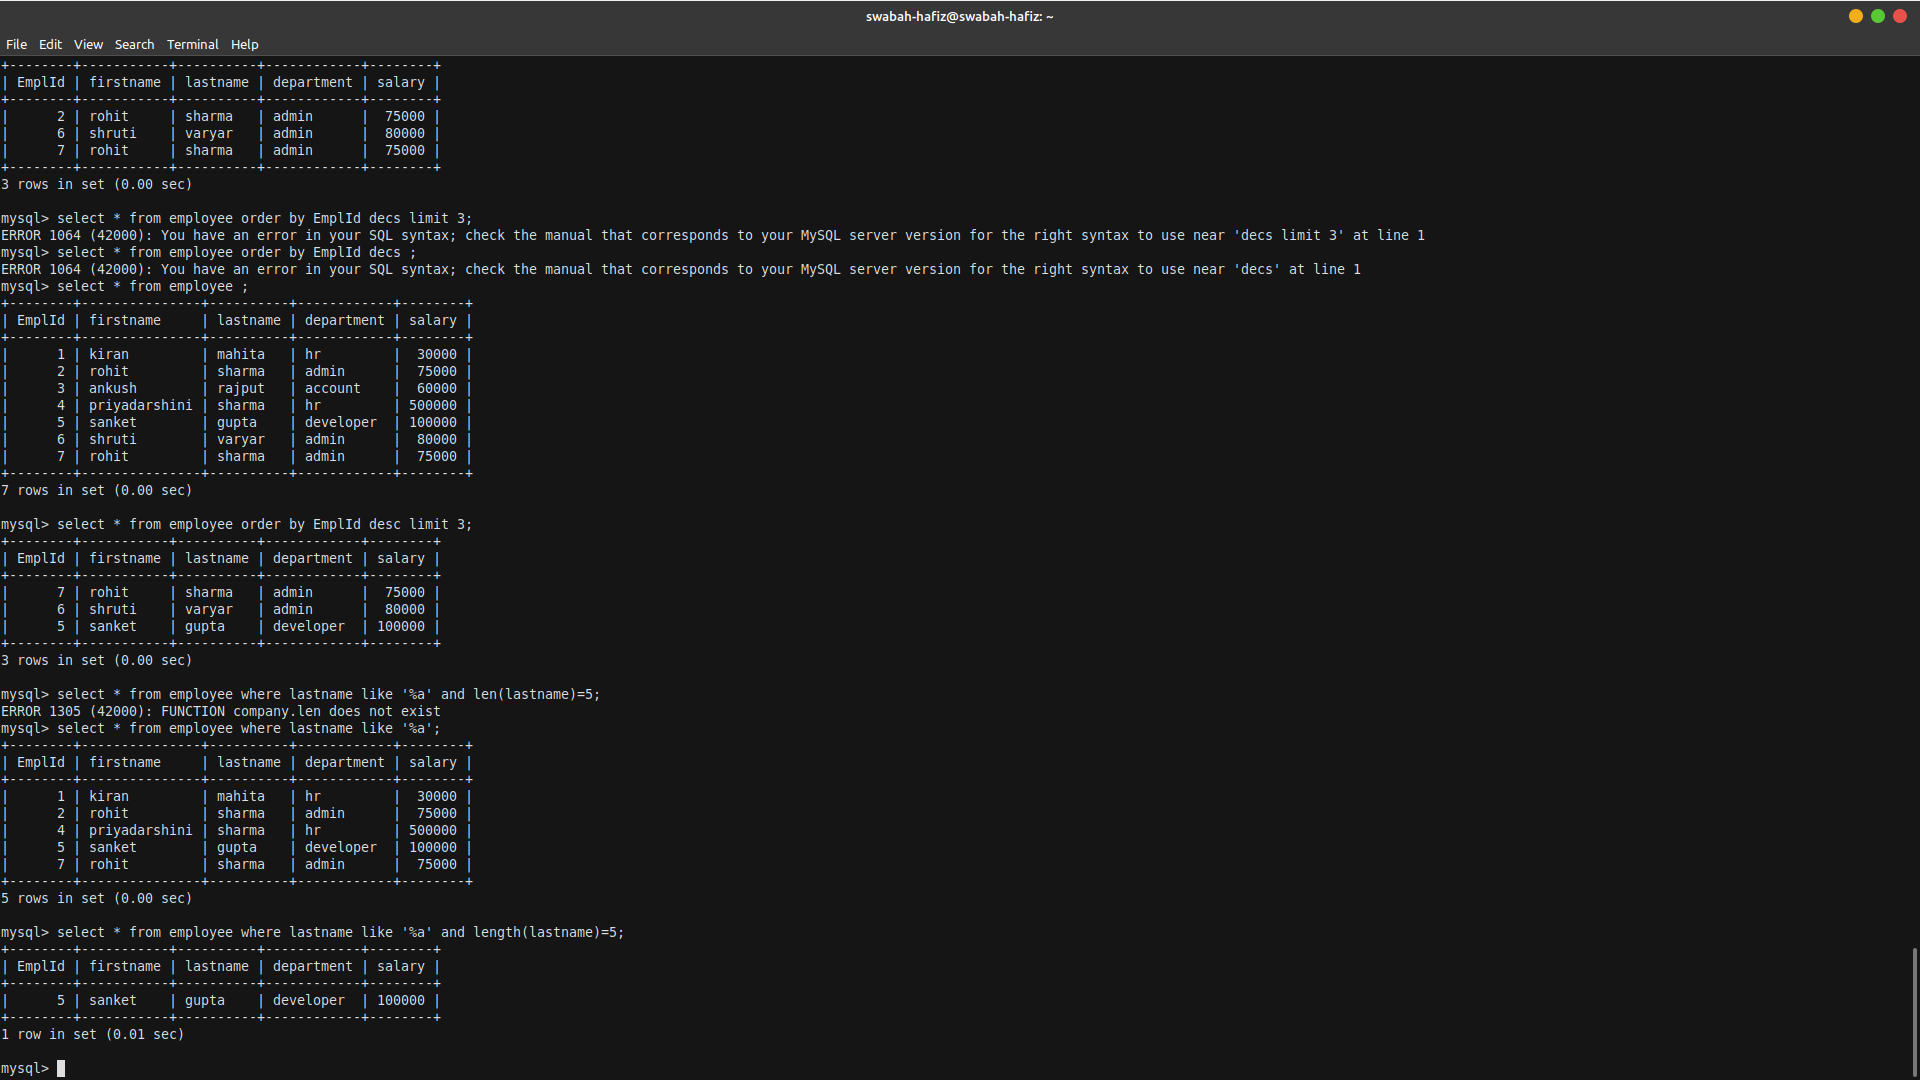 swabah-hafiz@swabah-hafiz: ~
File Edit View Search Terminal Help
+--------+-----------+----------+------------+--------+
| EmplId | firstname | lastname | department | salary |
+--------+-----------+----------+------------+--------+
|      2 | rohit     | sharma   | admin      |  75000 |
|      6 | shruti    | varyar   | admin      |  80000 |
|      7 | rohit     | sharma   | admin      |  75000 |
+--------+-----------+----------+------------+--------+
3 rows in set (0.00 sec)

mysql> select * from employee order by EmplId decs limit 3;
ERROR 1064 (42000): You have an error in your SQL syntax; check the manual that corresponds to your MySQL server version for the right syntax to use near 'decs limit 3' at line 1
mysql> select * from employee order by EmplId decs ;
ERROR 1064 (42000): You have an error in your SQL syntax; check the manual that corresponds to your MySQL server version for the right syntax to use near 'decs' at line 1
mysql> select * from employee ;
+--------+---------------+----------+------------+--------+
| EmplId | firstname     | lastname | department | salary |
+--------+---------------+----------+------------+--------+
|      1 | kiran         | mahita   | hr         |  30000 |
|      2 | rohit         | sharma   | admin      |  75000 |
|      3 | ankush        | rajput   | account    |  60000 |
|      4 | priyadarshini | sharma   | hr         | 500000 |
|      5 | sanket        | gupta    | developer  | 100000 |
|      6 | shruti        | varyar   | admin      |  80000 |
|      7 | rohit         | sharma   | admin      |  75000 |
+--------+---------------+----------+------------+--------+
7 rows in set (0.00 sec)

mysql> select * from employee order by EmplId desc limit 3;
+--------+-----------+----------+------------+--------+
| EmplId | firstname | lastname | department | salary |
+--------+-----------+----------+------------+--------+
|      7 | rohit     | sharma   | admin      |  75000 |
|      6 | shruti    | varyar   | admin      |  80000 |
|      5 | sanket    | gupta    | developer  | 100000 |
+--------+-----------+----------+------------+--------+
3 rows in set (0.00 sec)

mysql> select * from employee where lastname like '%a' and len(lastname)=5;
ERROR 1305 (42000): FUNCTION company.len does not exist
mysql> select * from employee where lastname like '%a';
+--------+---------------+----------+------------+--------+
| EmplId | firstname     | lastname | department | salary |
+--------+---------------+----------+------------+--------+
|      1 | kiran         | mahita   | hr         |  30000 |
|      2 | rohit         | sharma   | admin      |  75000 |
|      4 | priyadarshini | sharma   | hr         | 500000 |
|      5 | sanket        | gupta    | developer  | 100000 |
|      7 | rohit         | sharma   | admin      |  75000 |
+--------+---------------+----------+------------+--------+
5 rows in set (0.00 sec)

mysql> select * from employee where lastname like '%a' and length(lastname)=5;
+--------+-----------+----------+------------+--------+
| EmplId | firstname | lastname | department | salary |
+--------+-----------+----------+------------+--------+
|      5 | sanket    | gupta    | developer  | 100000 |
+--------+-----------+----------+------------+--------+
1 row in set (0.01 sec)

mysql>